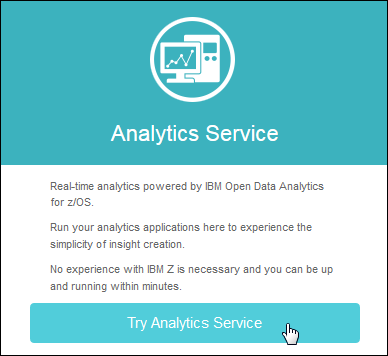 Analytics Service
Real-time analytics powered by IBM Open Data Analytics
for z/OS.
Run your analytics applications here to experience the
simplicity of insight creation.
No experience with IBM Z is necessary and you can be up
and running within minutes.
Try Analytics Service